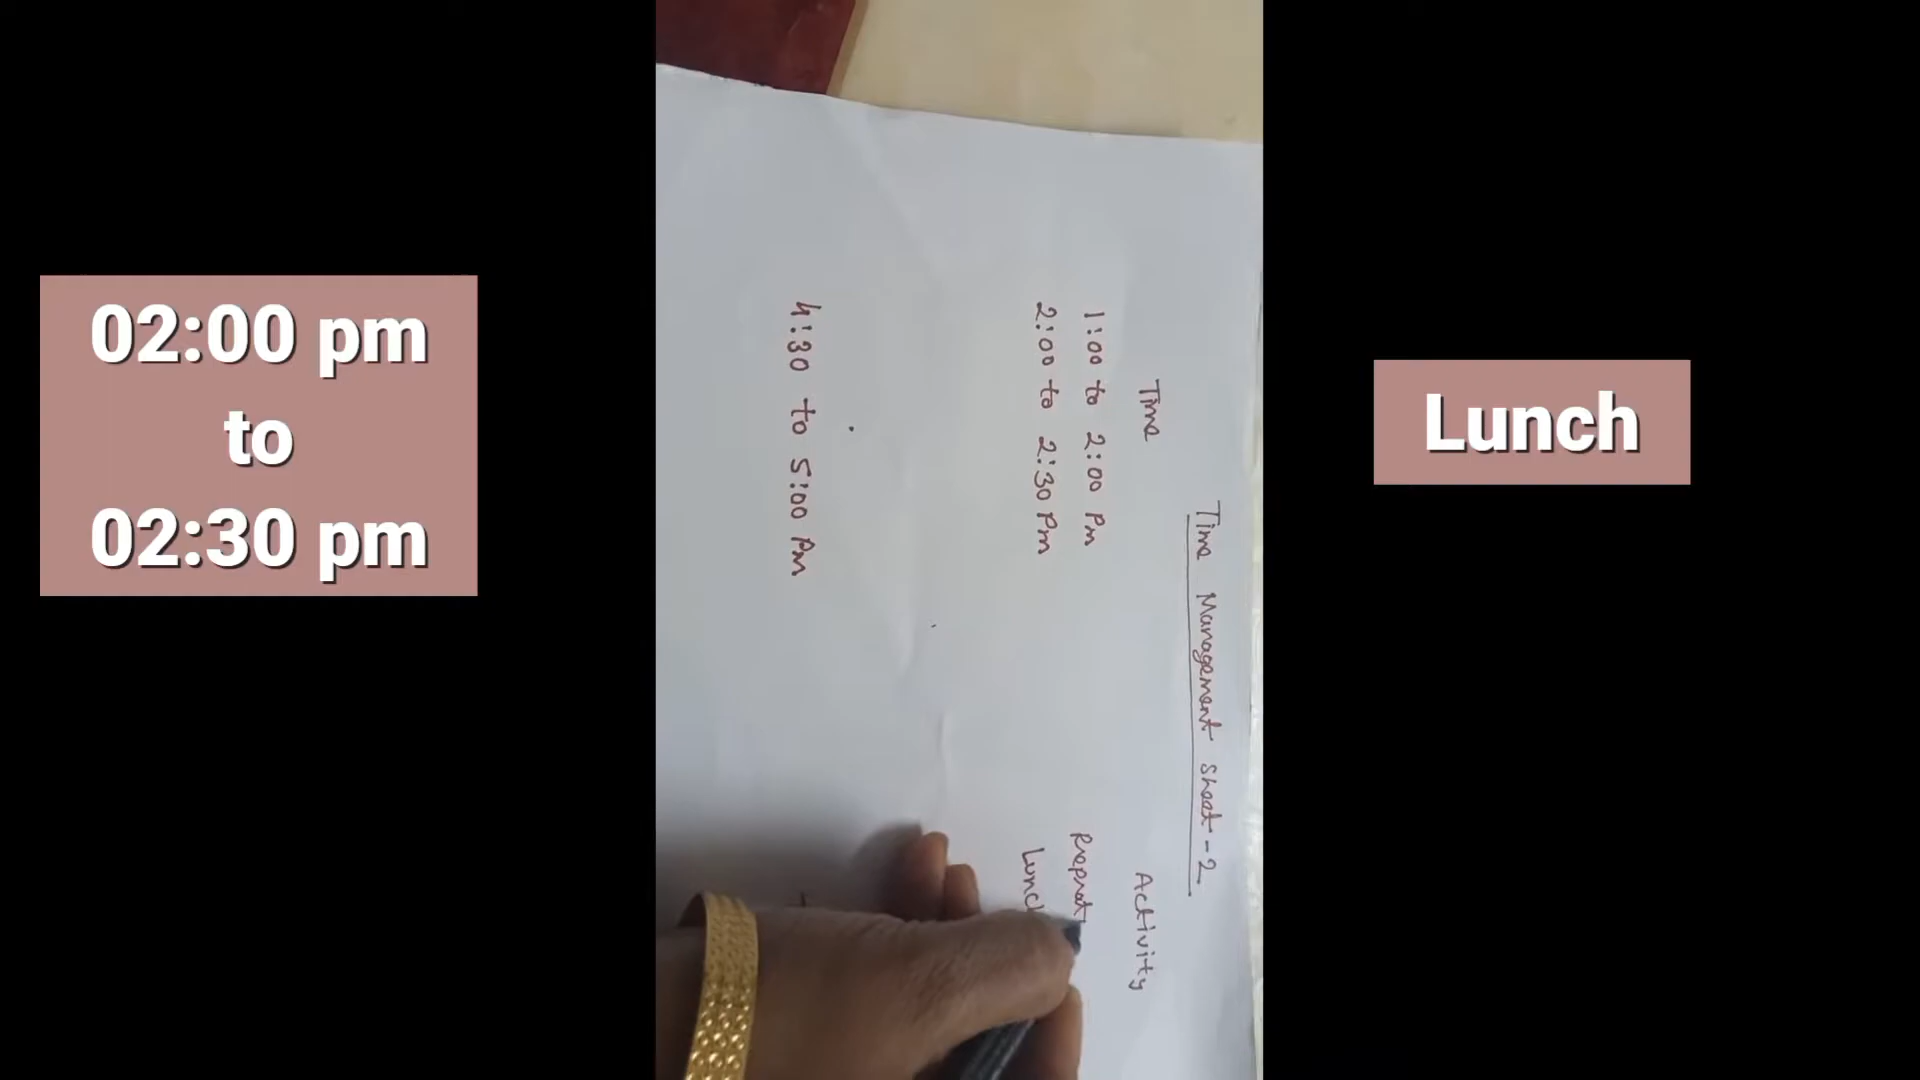 02:00 pm
to
02:30 pm
Time Management Sheet-2
Time Activity
1:00 to 2:00 Pm
2:00 to 2:30 Pm Lunch
4:30 to 5:00 Pm
Lunch